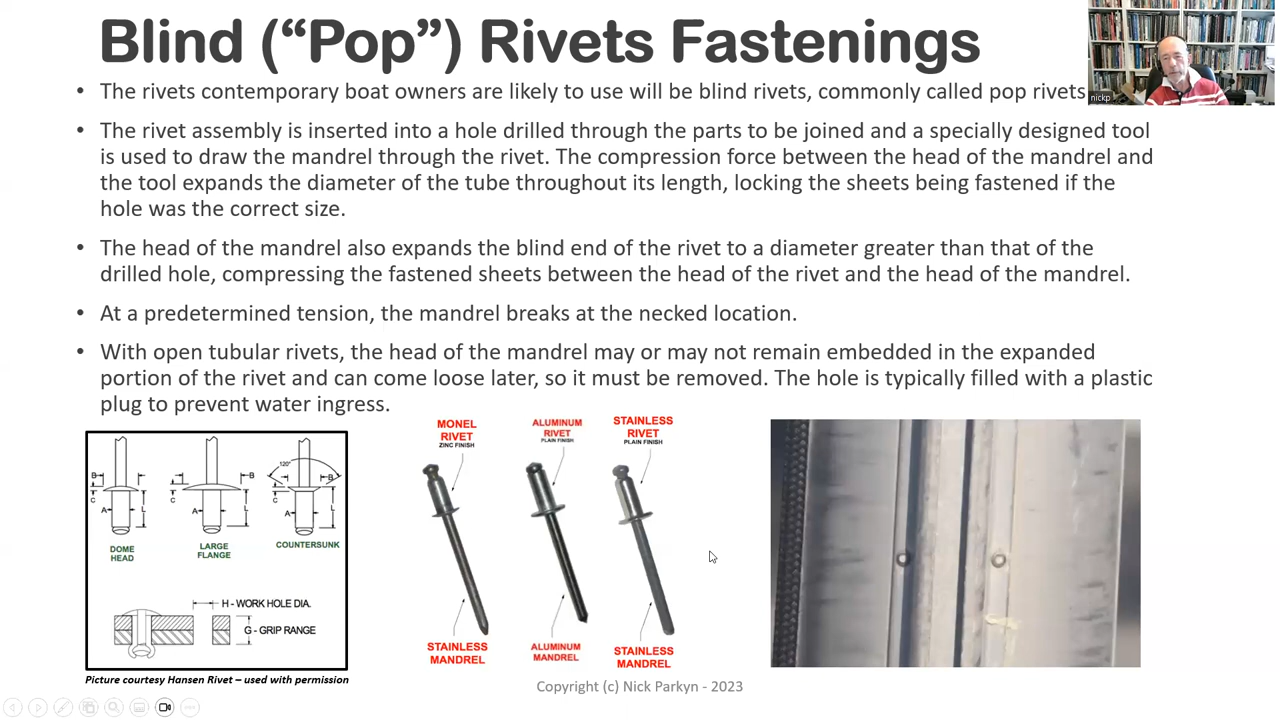 Blind (“Pop”) Rivets Fastenings
nickp
• The rivets contemporary boat owners are likely to use will be blind rivets, commonly called pop rivets
• The rivet assembly is inserted into a hole drilled through the parts to be joined and a specially designed tool
is used to draw the mandrel through the rivet. The compression force between the head of the mandrel and
the tool expands the diameter of the tube throughout its length, locking the sheets being fastened if the
hole was the correct size.
• The head of the mandrel also expands the blind end of the rivet to a diameter greater than that of the
drilled hole, compressing the fastened sheets between the head of the rivet and the head of the mandrel.
• At a predetermined tension, the mandrel breaks at the necked location.
• With open tubular rivets, the head of the mandrel may or may not remain embedded in the expanded
portion of the rivet and can come loose later, so it must be removed. The hole is typically filled with a plastic
plug to prevent water ingress.
B
C
A
L
DOME
HEAD
B
C
A
L
LARGE
FLANGE
120°
B
C
A
L
COUNTERSUNK
H - WORK HOLE DIA.
G - GRIP RANGE
Picture courtesy Hansen Rivet – used with permission
MONEL
RIVET
ZINC FINISH
STAINLESS
MANDREL
ALUMINUM
RIVET
PLAIN FINISH
ALUMINUM
MANDREL
STAINLESS
RIVET
PLAIN FINISH
STAINLESS
MANDREL
Copyright (c) Nick Parkyn - 2023